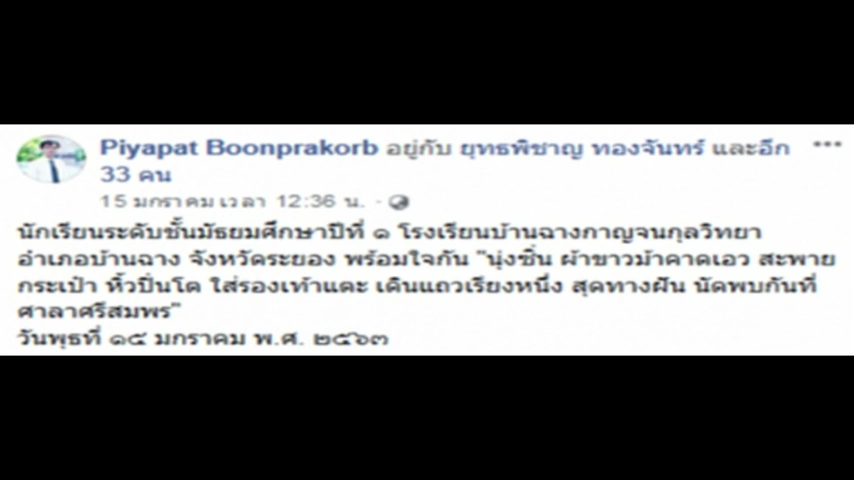 Piyapat Boonprakorb อยู่กับ ยุทธพิชาญ ทองจันทร์ และอีก
33 คน
15 มกราคม เวลา 12:36 น. ·
นักเรียนระดับชั้นมัธยมศึกษาปีที่ ๑ โรงเรียนบ้านฉางกาญจนกุลวิทยา
อำเภอบ้านฉาง จังหวัดระยอง พร้อมใจกัน "นุ่งซิ่น ผ้าขาวม้าคาดเอว สะพาย
กระเป๋า หิ้วปิ่นโต ใส่รองเท้าแตะ เดินแถวเรียงหนึ่ง สุดทางฝัน นัดพบกันที่
ศาลาศรีสมพร"
วันพุธที่ ๑๕ มกราคม พ.ศ. ๒๕๖๓